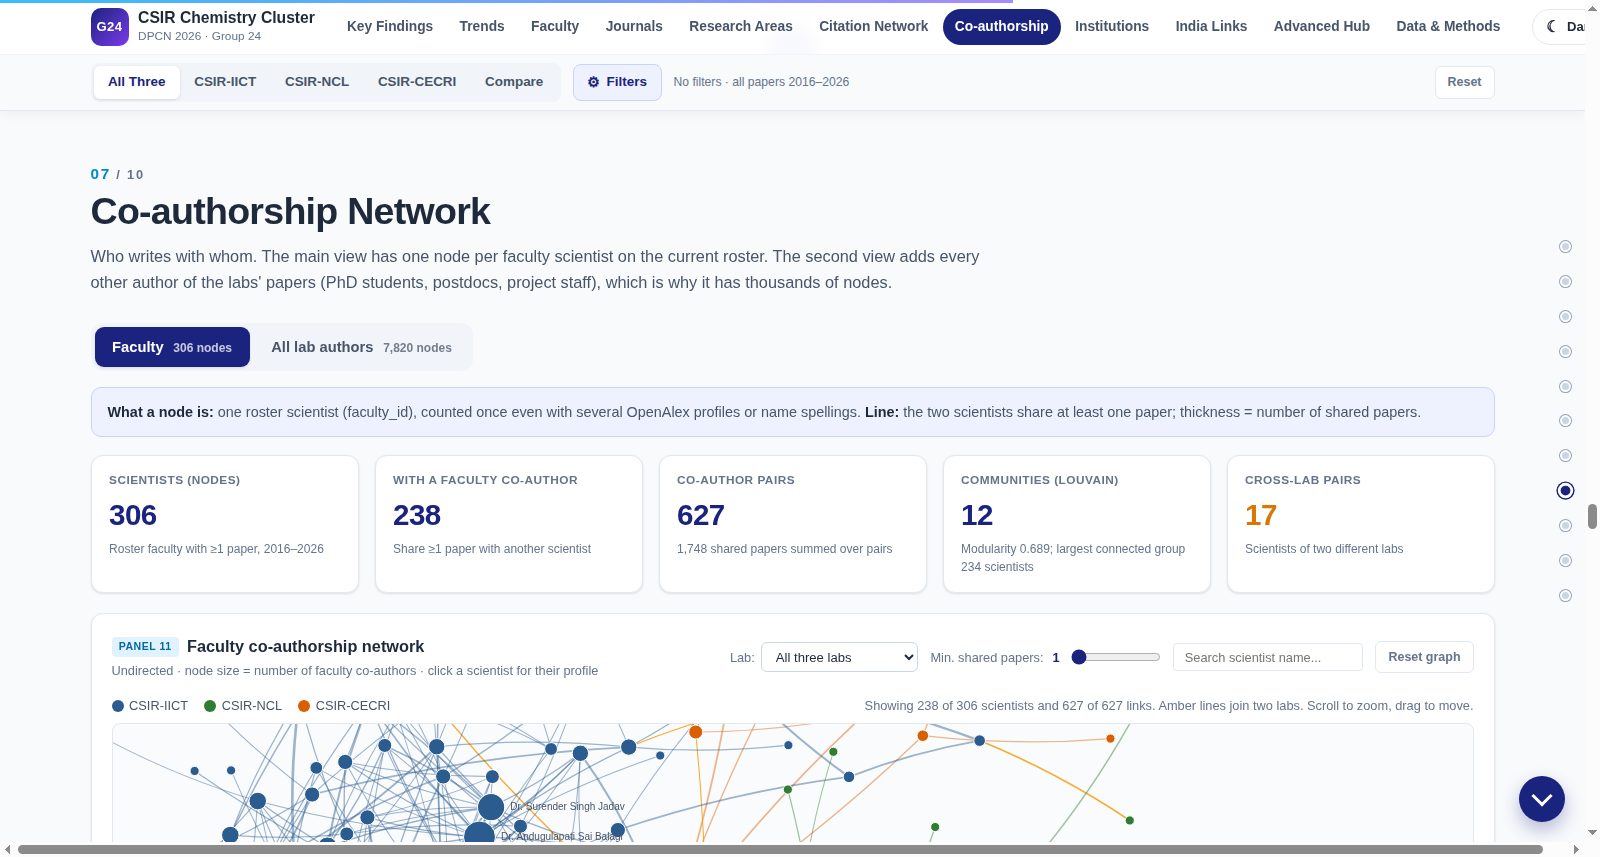 G24
CSIR Chemistry Cluster
DPCN 2026 · Group 24
Key Findings
Trends
Faculty
Journals
Research Areas
Citation Network
Co-authorship
Institutions
India Links
Advanced Hub
Data & Methods
All Three
CSIR-IICT
CSIR-NCL
CSIR-CECRI
Compare
⚙ Filters
No filters · all papers 2016–2026
Reset
07 / 10
Co-authorship Network
Who writes with whom. The main view has one node per faculty scientist on the current roster. The second view adds every
other author of the labs' papers (PhD students, postdocs, project staff), which is why it has thousands of nodes.
Faculty 306 nodes
All lab authors 7,820 nodes
What a node is: one roster scientist (faculty_id), counted once even with several OpenAlex profiles or name spellings. Line: the two scientists share at least one paper; thickness = number of shared papers.
SCIENTISTS (NODES)
306
Roster faculty with ≥1 paper, 2016–2026
WITH A FACULTY CO-AUTHOR
238
Share ≥1 paper with another scientist
CO-AUTHOR PAIRS
627
1,748 shared papers summed over pairs
COMMUNITIES (LOUVAIN)
12
Modularity 0.689; largest connected group
234 scientists
CROSS-LAB PAIRS
17
Scientists of two different labs
PANEL 11 Faculty co-authorship network
Undirected · node size = number of faculty co-authors · click a scientist for their profile
Lab: All three labs
Min. shared papers: 1
Search scientist name...
Reset graph
CSIR-IICT
CSIR-NCL
CSIR-CECRI
Showing 238 of 306 scientists and 627 of 627 links. Amber lines join two labs. Scroll to zoom, drag to move.
Dr. Surender Singh Jadav
Dr. Andugulapati Sai Balaji